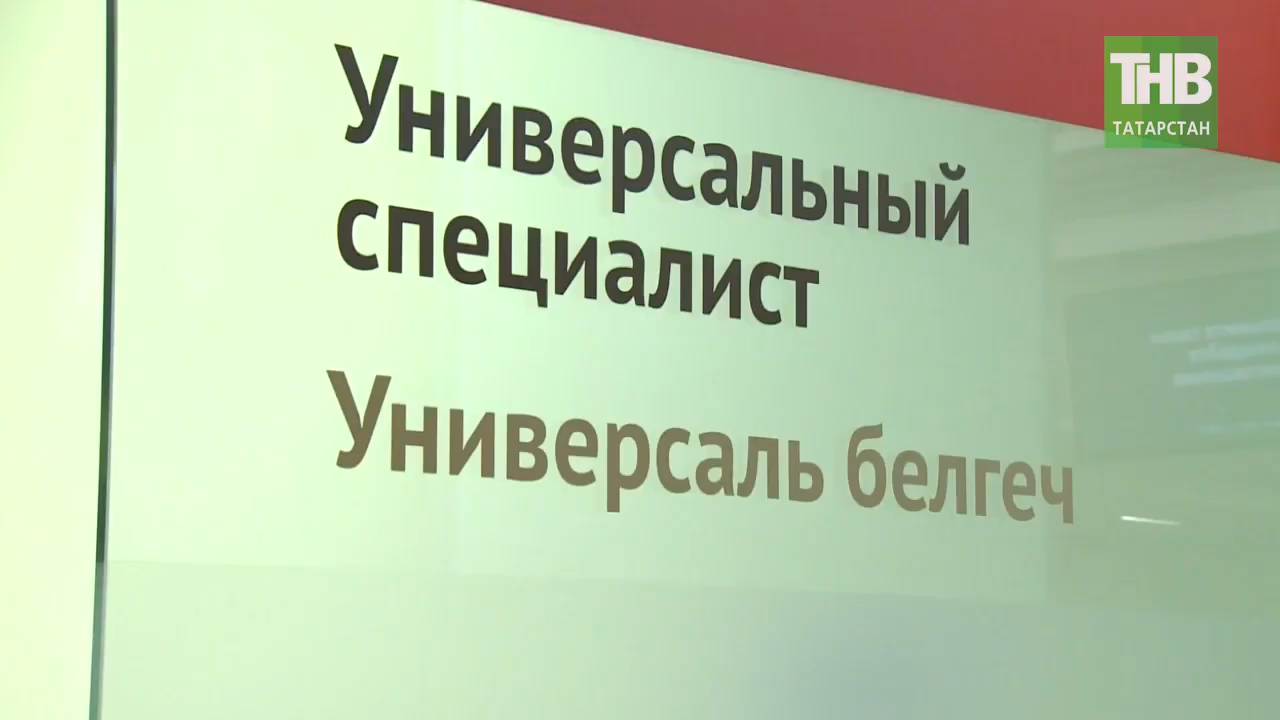 Универсальный
специалист
Универсаль белгеч
ТНВ
ТАТАРСТАН